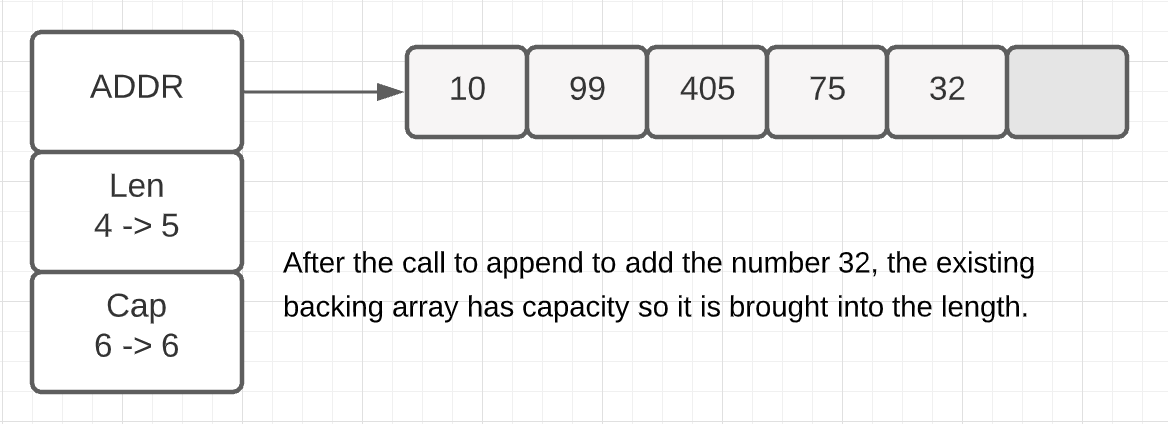 ADDR
10 99 405 75 32
Len
4 -> 5
Cap
6 -> 6
After the call to append to add the number 32, the existing
backing array has capacity so it is brought into the length.